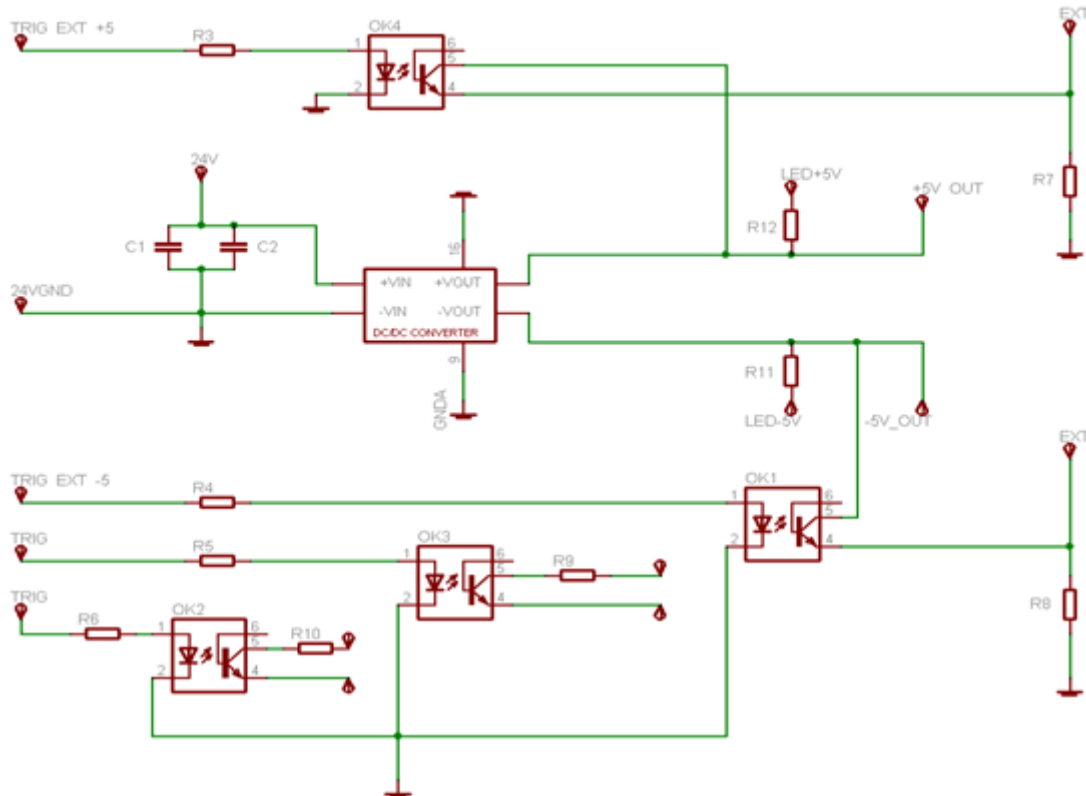 TRIG EXT +5
R3
OK4
1
2
6
5
4
EXT
R7
24V
C1
C2
24VGND
16
+VIN
+VOUT
-VIN
-VOUT
DC/DC CONVERTER
9
GNDA
LED+5V
R12
+5V OUT
R11
LED-5V
-5V_OUT
EXT
TRIG EXT -5
R4
OK1
1
2
6
5
4
R8
TRIG
R5
OK3
1
2
6
5
4
R9
TRIG
R6
OK2
1
2
6
5
4
R10